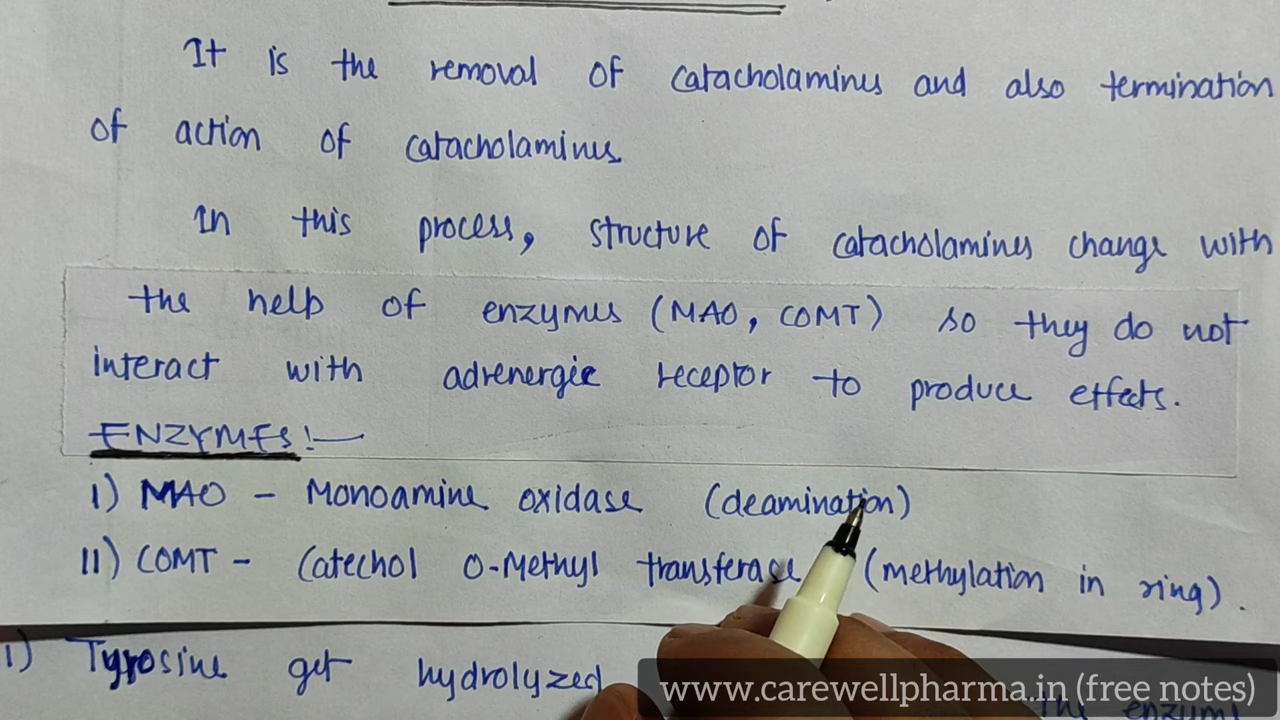 It is the removal of catacholamines and also termination
of action of catacholamines
In this process, structure of catacholamines change with
the help of enzymes (MAO, COMT) so they do not
interact with adrenergic receptor to produce effects.
ENZYMES:-
I) MAO - Monoamine oxidase (deamination)
II) COMT - Catechol O-Methyl transferase (methylation in ring).
1) Tyrosine get hydrolyzed
the enzyme
www.carewellpharma.in (free notes)